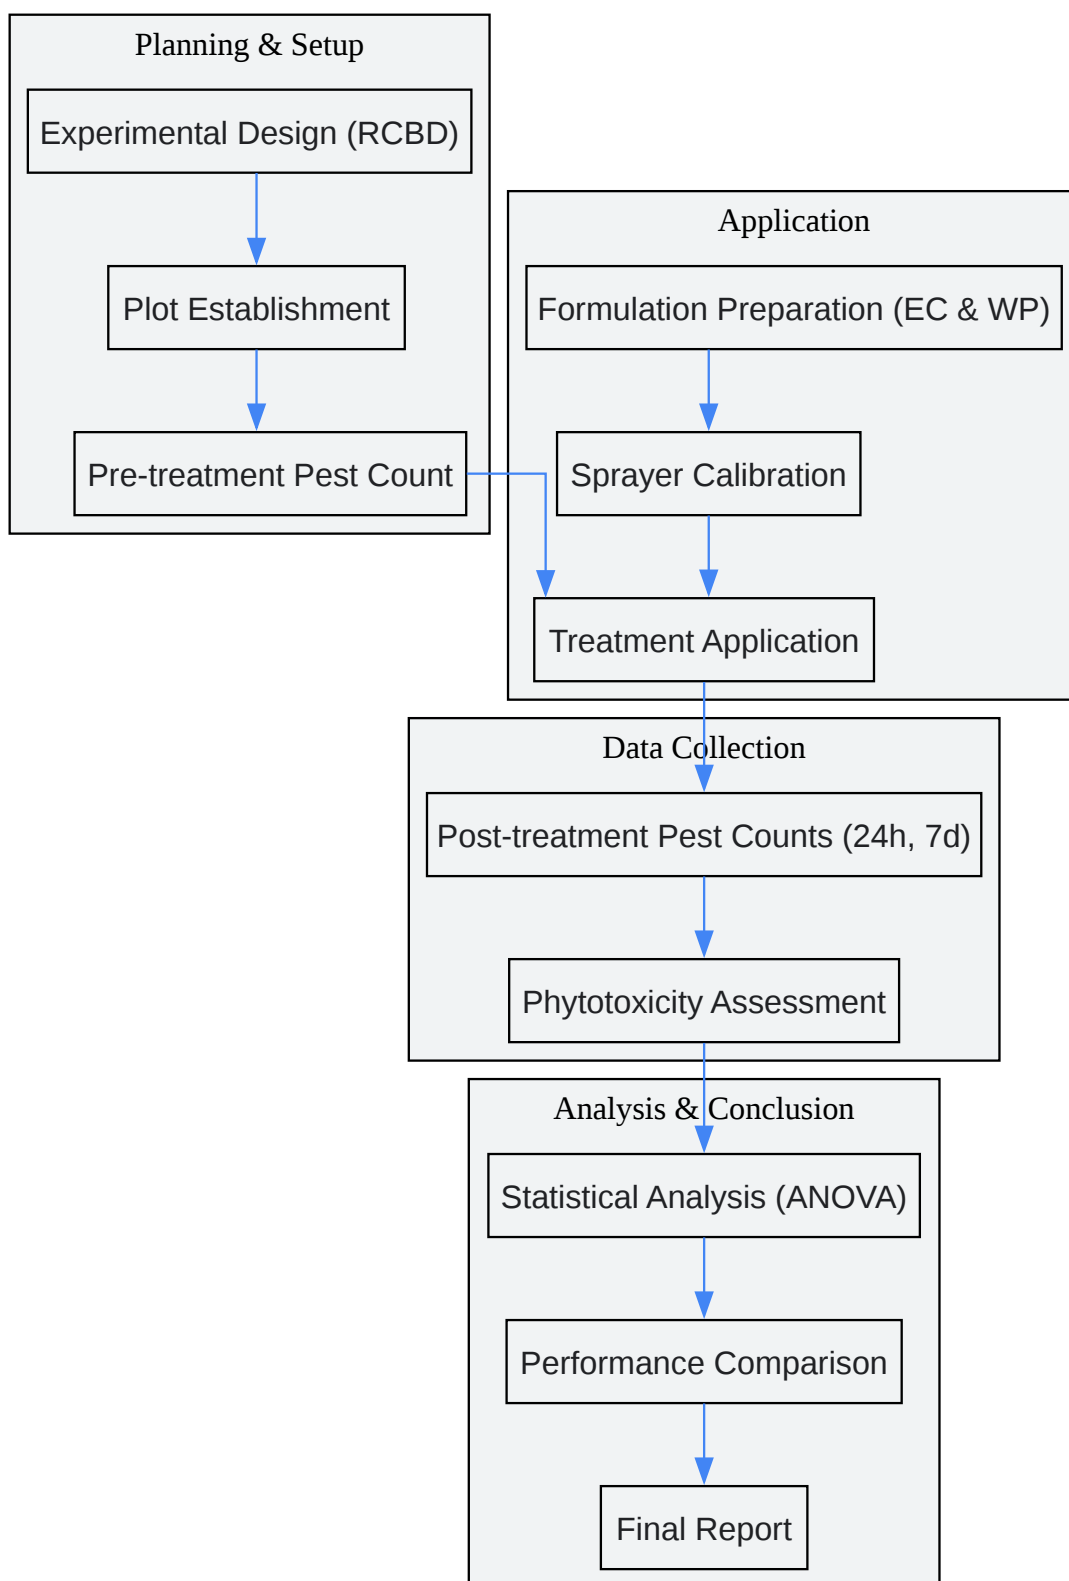 Planning & Setup
Experimental Design (RCBD)
Plot Establishment
Pre-treatment Pest Count
Application
Formulation Preparation (EC & WP)
Sprayer Calibration
Treatment Application
Data Collection
Post-treatment Pest Counts (24h, 7d)
Phytotoxicity Assessment
Analysis & Conclusion
Statistical Analysis (ANOVA)
Performance Comparison
Final Report